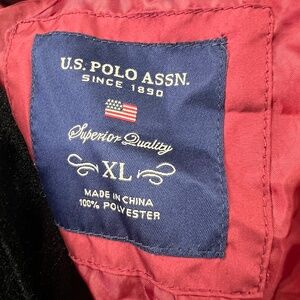 U.S. POLO ASSN.
SINCE 1890
Superior Quality
XL
MADE IN CHINA
100% POLYESTER